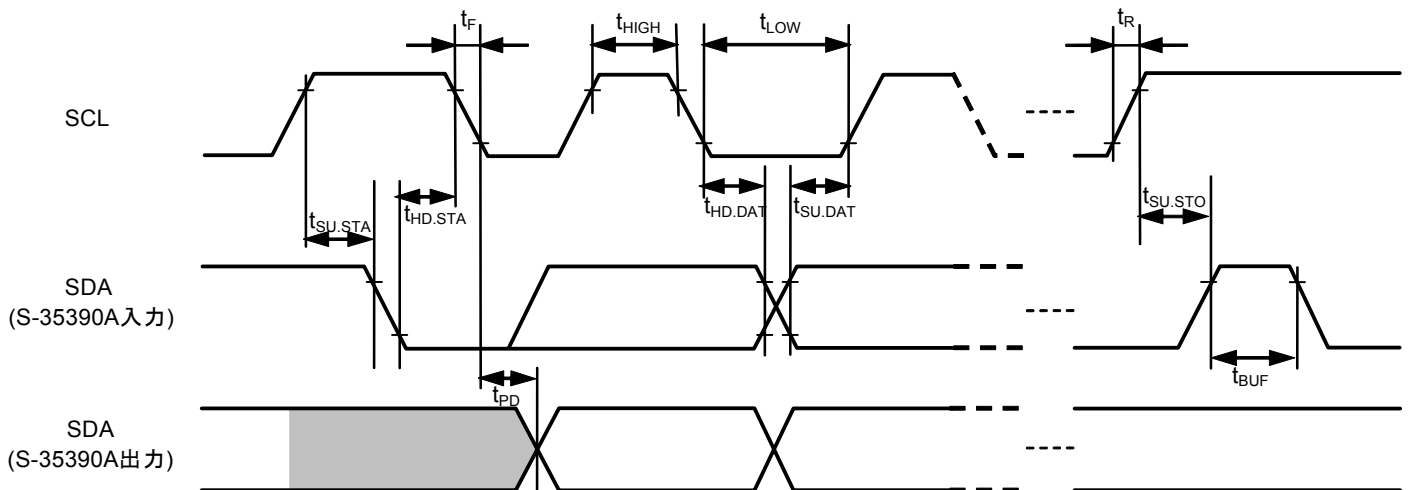 tF
tHIGH
tLOW
tR
SCL
tSU.STA
tHD.STA
tHD.DAT
tSU.DAT
tSU.STO
SDA
(S-35390A入力)
tBUF
tPD
SDA
(S-35390A出力)